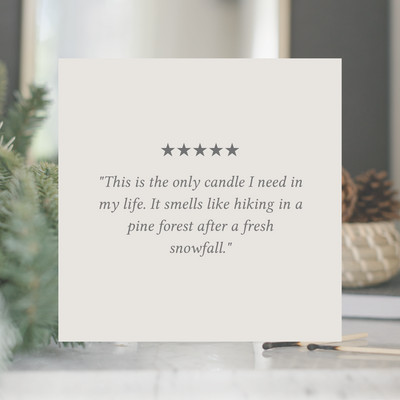 ★★★★★
"This is the only candle I need in
my life. It smells like hiking in a
pine forest after a fresh
snowfall."